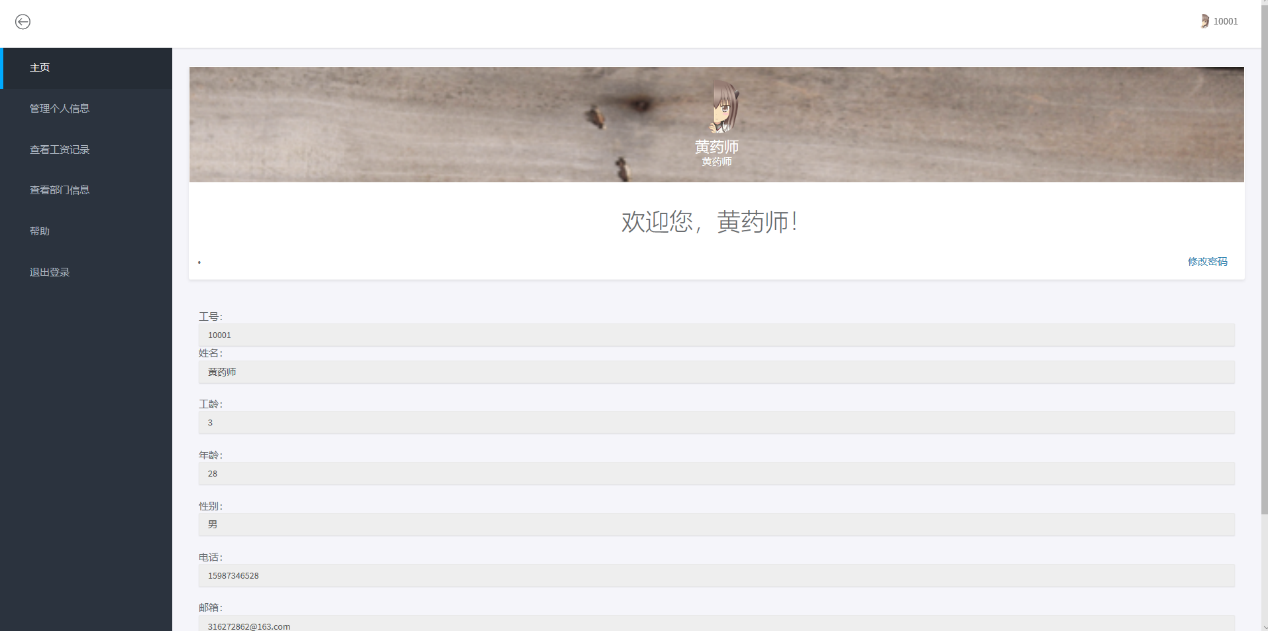 10001
主页
管理个人信息
查看工资记录
查看部门信息
帮助
退出登录
黄药师
黄药师
欢迎您，黄药师！
修改密码
工号：
10001
姓名：
黄药师
工龄：
3
年龄：
28
性别：
男
电话：
15987346528
邮箱：
316272862@163.com